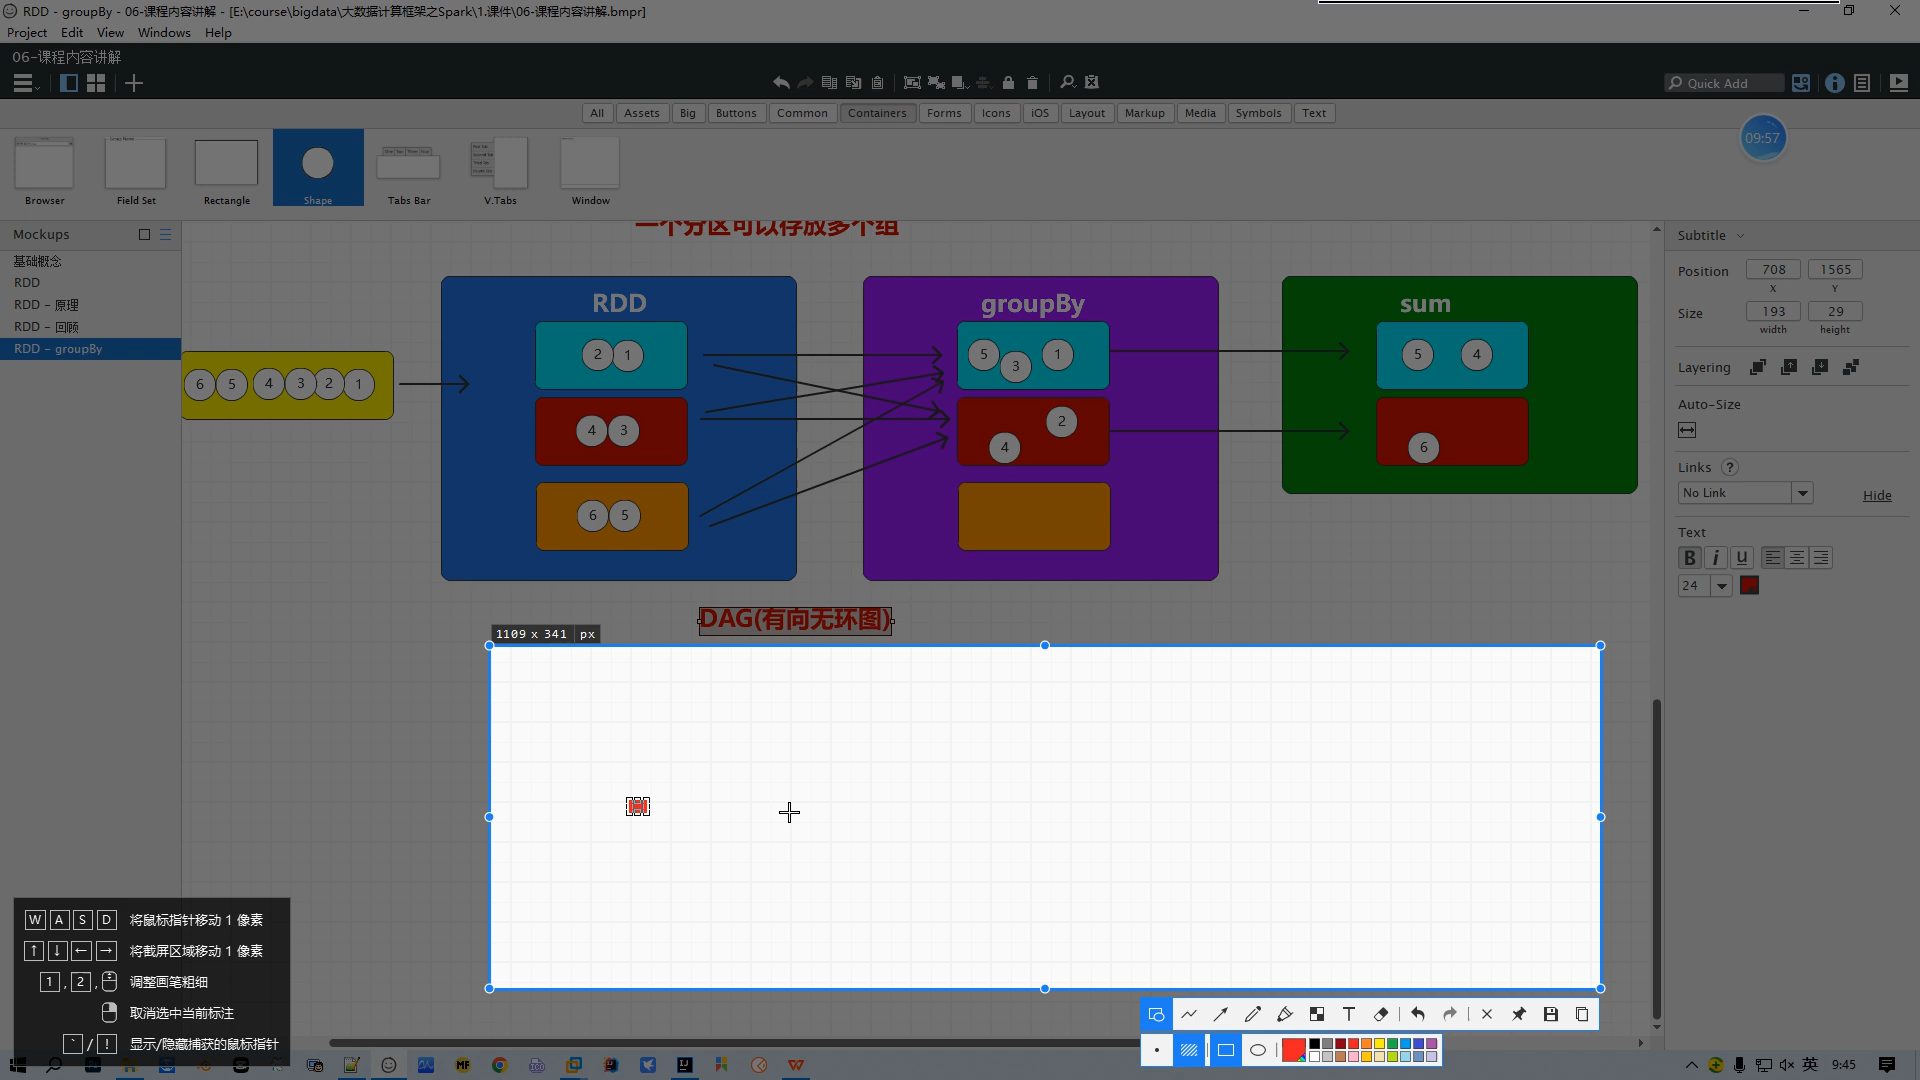 RDD - groupBy - 06-课程内容讲解 - [E:\course\bigdata\大数据计算框架之Spark\1.课件\06-课程内容讲解.bmpr]
Project Edit View Windows Help
06-课程内容讲解
Quick Add
All Assets Big Buttons Common Containers Forms Icons iOS Layout Markup Media Symbols Text
09:57
Browser Field Set Rectangle Shape Tabs Bar V.Tabs Window
Mockups
基础概念
RDD
RDD - 原理
RDD - 回顾
RDD - groupBy
一个分区可以存放多个组
RDD groupBy sum
2 1 5 3 1 5 4
6 5 4 3 2 1
4 3 4 2 6
6 5
DAG(有向无环图)
1109 x 341 px
Subtitle
Position 708 1565
X Y
Size 193 29
width height
Layering
Auto-Size
Links ?
No Link Hide
Text
B i U
24
W A S D 将鼠标指针移动 1 像素
↑ ↓ ← → 将截屏区域移动 1 像素
1 , 2 , 调整画笔粗细
取消选中当前标注
` / ! 显示/隐藏捕获的鼠标指针
英 9:45